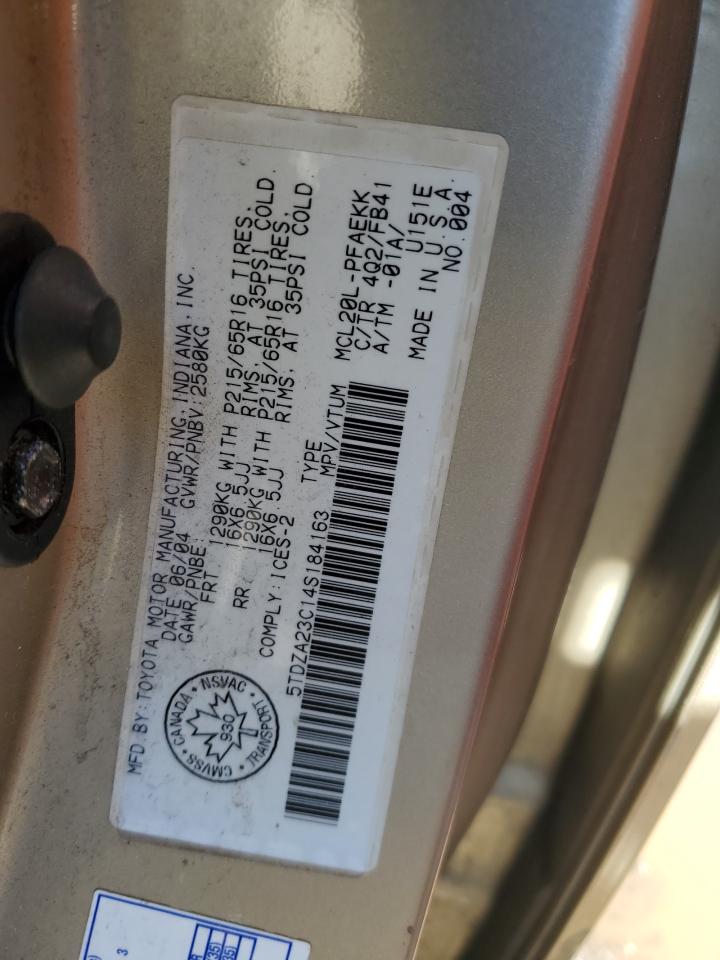 MFD. BY: TOYOTA MOTOR MANUFACTURING, INDIANA, INC.
DATE 06/04 GVWR/PNBV: 2580KG
GAWR/PNBE
FRT 1290KG WITH P215/65R16 TIRES,
16X6.5JJ RIMS, AT 35PSI COLD.
RR 1290KG WITH P215/65R16 TIRES,
16X6.5JJ RIMS, AT 35PSI COLD
COMPLY: ICES-2
CANADA • NSVAC • TRANSPORT • CMVSS
930
5TDZA23C14S184163 TYPE
MPV/VTUM
MCL20L-PFAEKK
C/TR 4Q2/FB41
A/TM -01A/
U151E
MADE IN U.S.A.
NO.004
3
R
35)
35)